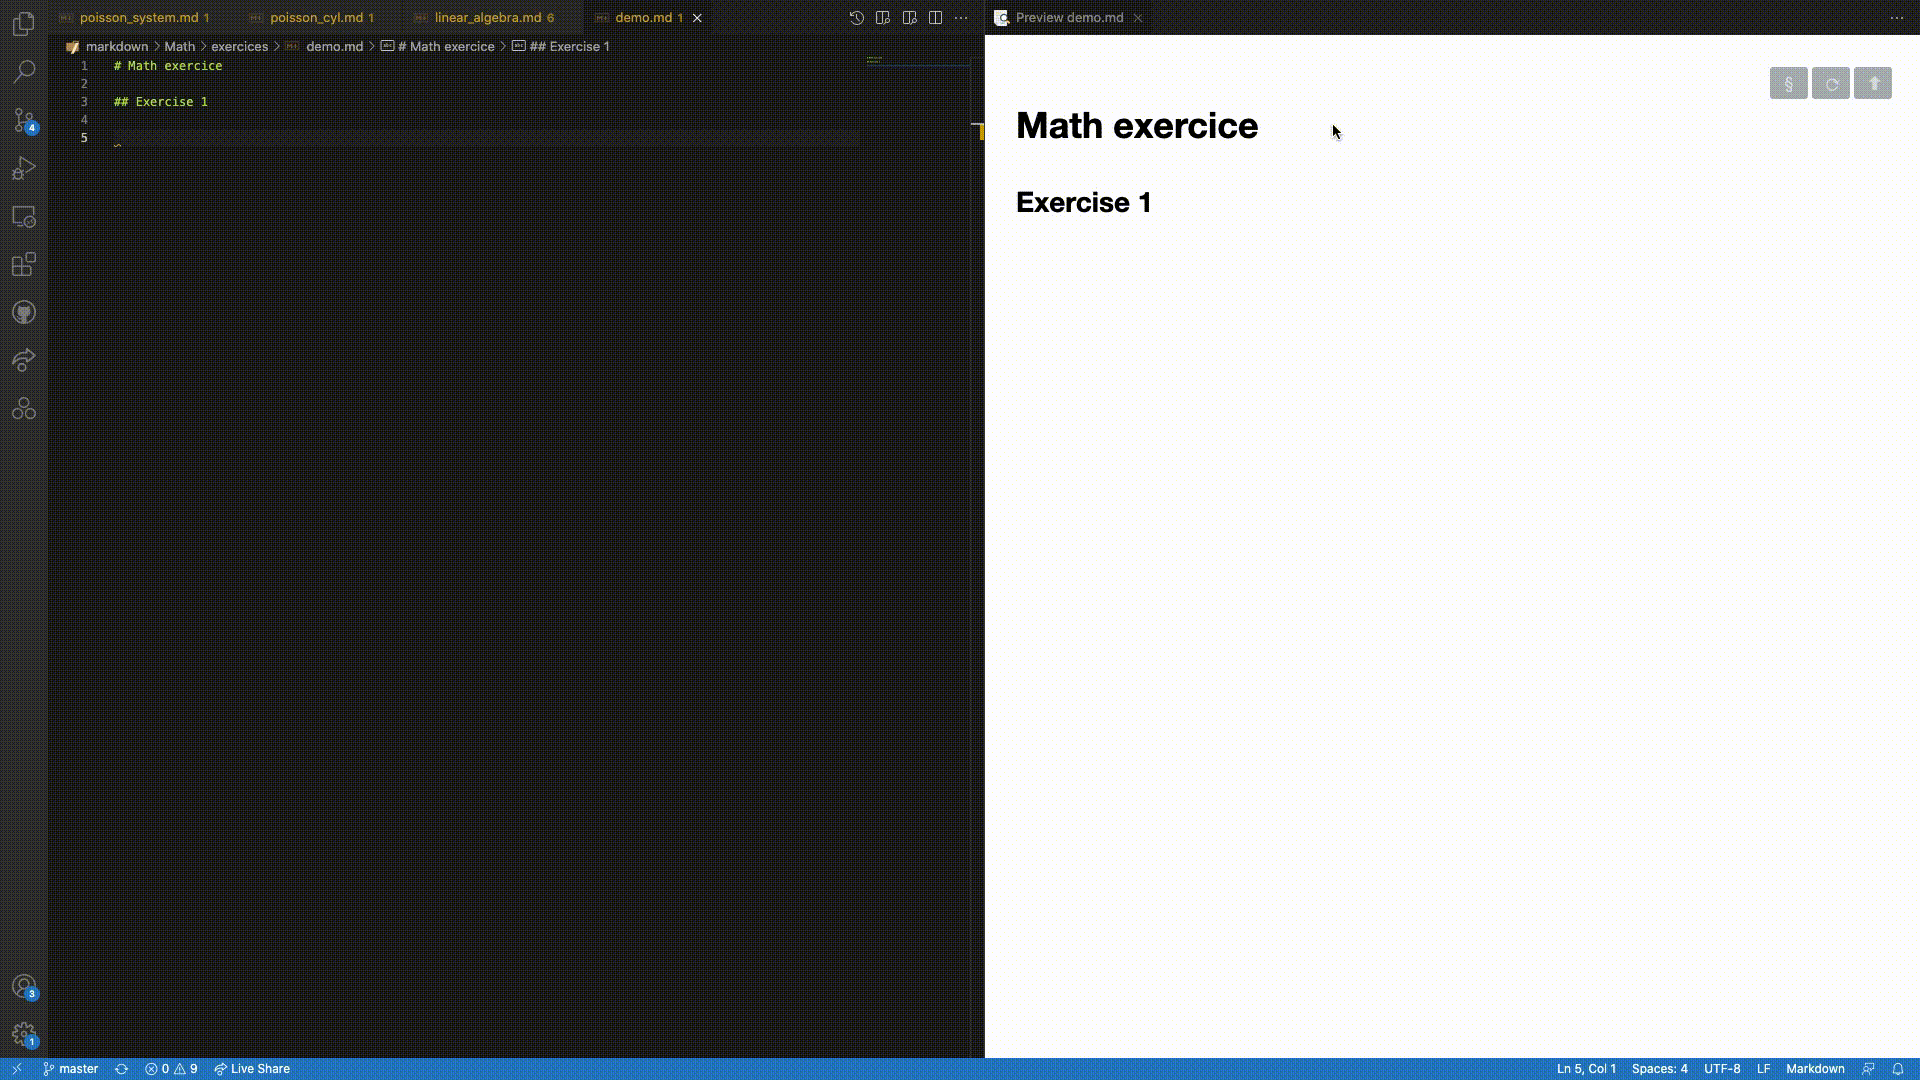 poisson_system.md 1 poisson_cyl.md 1 linear_algebra.md 6 demo.md 1
Preview demo.md
markdown > Math > exercices > demo.md > # Math exercice > ## Exercise 1
1 # Math exercice
2
3 ## Exercise 1
4
5
§
Math exercice
Exercise 1
4
3
1
master 0 9 Live Share
Ln 5, Col 1 Spaces: 4 UTF-8 LF Markdown